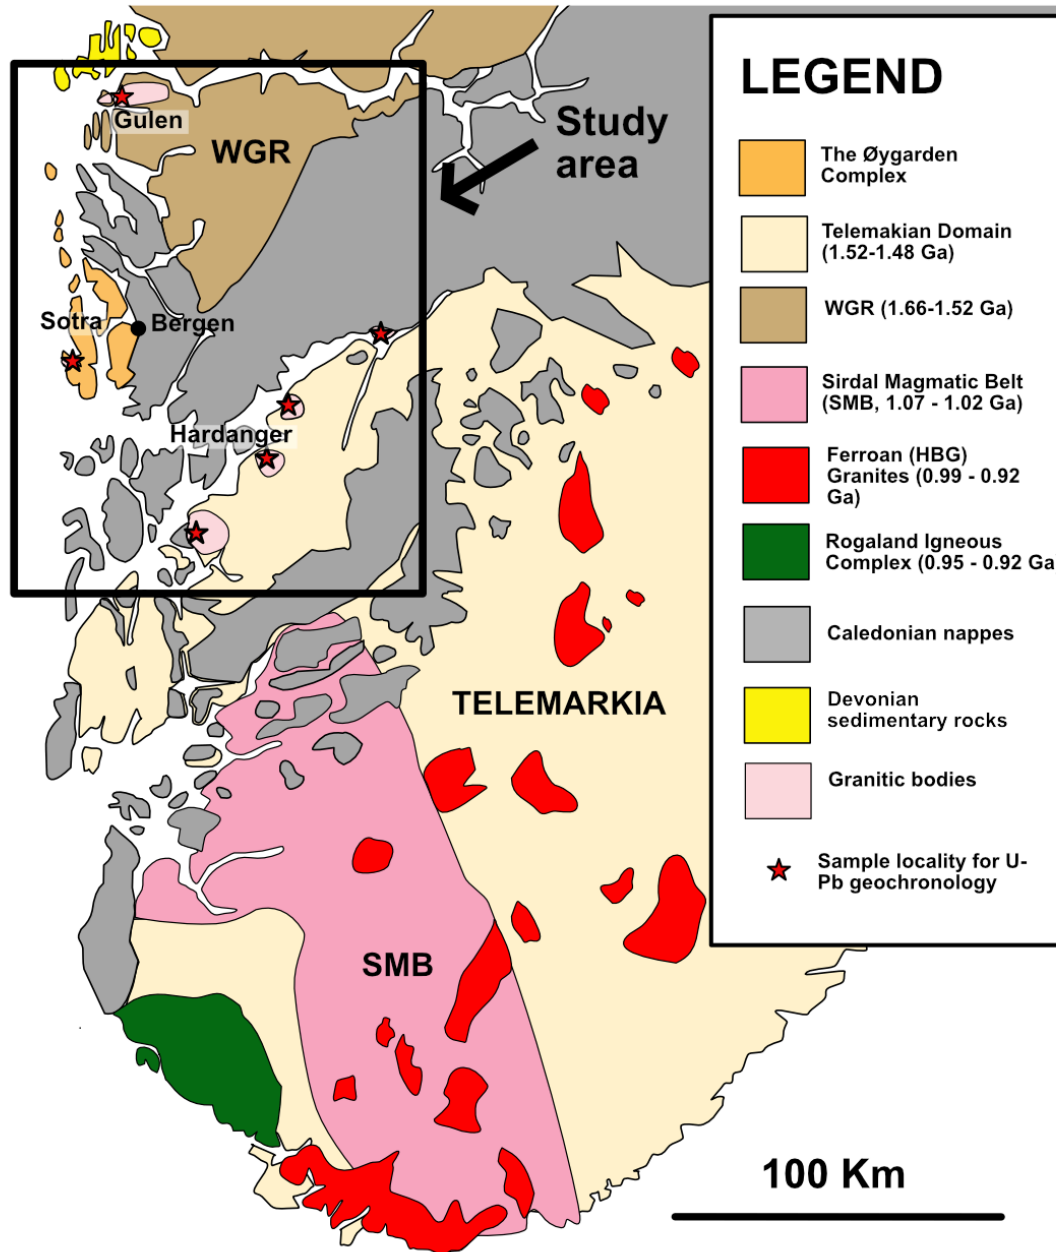 LEGEND
Gulen
WGR
Study
area
Sotra
Bergen
Hardanger
TELEMARKIA
SMB
100 Km
The Øygarden
Complex
Telemakian Domain
(1.52-1.48 Ga)
WGR (1.66-1.52 Ga)
Sirdal Magmatic Belt
(SMB, 1.07 - 1.02 Ga)
Ferroan (HBG)
Granites (0.99 - 0.92
Ga)
Rogaland Igneous
Complex (0.95 - 0.92 Ga
Caledonian nappes
Devonian
sedimentary rocks
Granitic bodies
Sample locality for U-
Pb geochronology